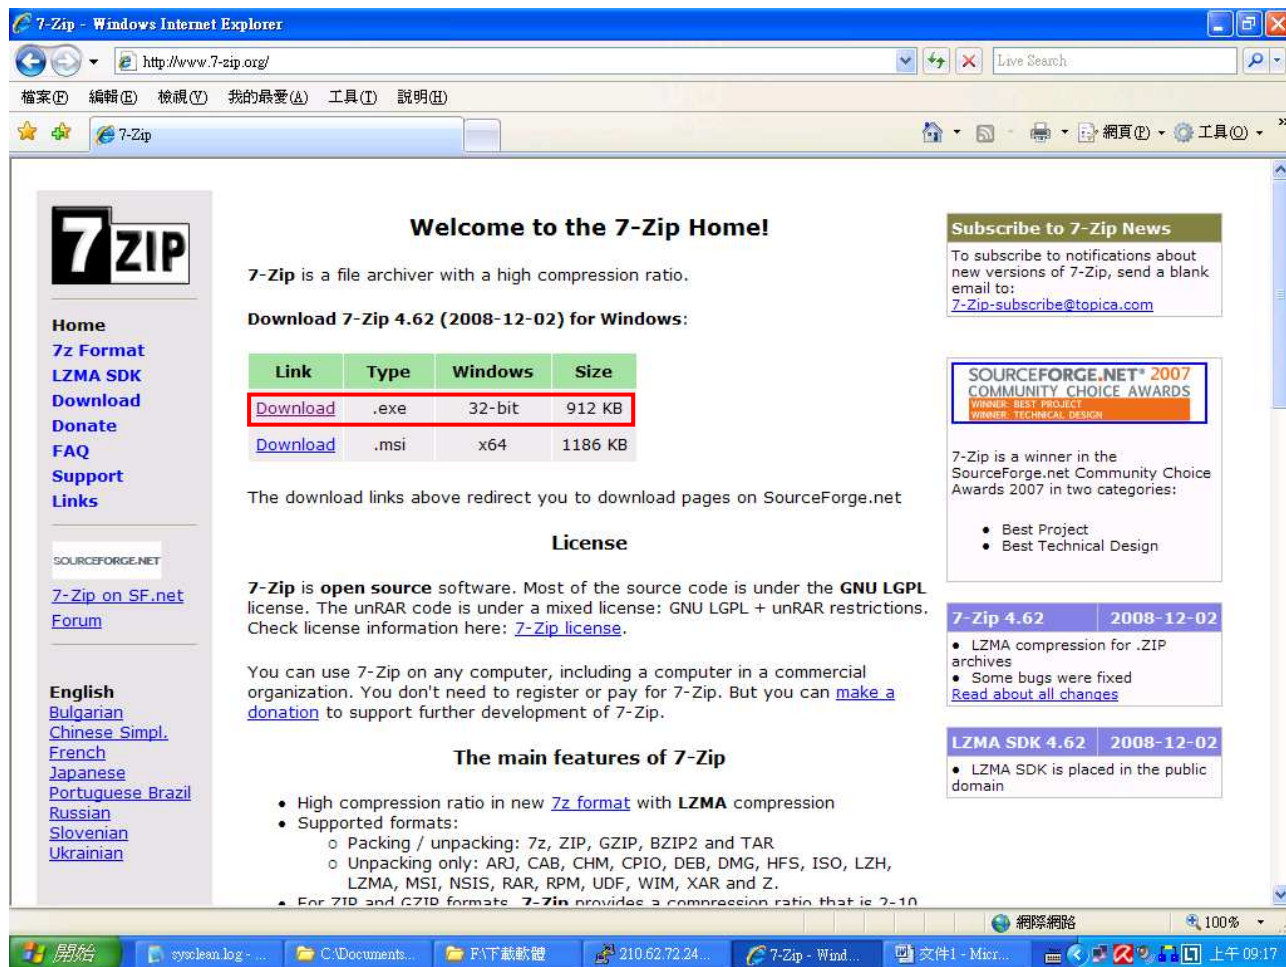 7-Zip - Windows Internet Explorer
http://www.7-zip.org/
Live Search
檔案(F) 編輯(E) 檢視(V) 我的最愛(A) 工具(T) 說明(H)
7-Zip
網頁(P) 工具(O)
7ZIP
Home
7z Format
LZMA SDK
Download
Donate
FAQ
Support
Links
SOURCEFORGE.NET
7-Zip on SF.net
Forum
English
Bulgarian
Chinese Simpl.
French
Japanese
Portuguese Brazil
Russian
Slovenian
Ukrainian
Welcome to the 7-Zip Home!
7-Zip is a file archiver with a high compression ratio.
Download 7-Zip 4.62 (2008-12-02) for Windows:
Link Type Windows Size
Download .exe 32-bit 912 KB
Download .msi x64 1186 KB
The download links above redirect you to download pages on SourceForge.net
License
7-Zip is open source software. Most of the source code is under the GNU LGPL
license. The unRAR code is under a mixed license: GNU LGPL + unRAR restrictions.
Check license information here: 7-Zip license.
You can use 7-Zip on any computer, including a computer in a commercial
organization. You don't need to register or pay for 7-Zip. But you can make a
donation to support further development of 7-Zip.
The main features of 7-Zip
• High compression ratio in new 7z format with LZMA compression
• Supported formats:
o Packing / unpacking: 7z, ZIP, GZIP, BZIP2 and TAR
o Unpacking only: ARJ, CAB, CHM, CPIO, DEB, DMG, HFS, ISO, LZH,
LZMA, MSI, NSIS, RAR, RPM, UDF, WIM, XAR and Z.
• For ZIP and GZIP formats, 7-Zip provides a compression ratio that is 2-10
Subscribe to 7-Zip News
To subscribe to notifications about
new versions of 7-Zip, send a blank
email to:
7-Zip-subscribe@topica.com
SOURCEFORGE.NET® 2007
COMMUNITY CHOICE AWARDS
WINNER: BEST PROJECT
WINNER: TECHNICAL DESIGN
7-Zip is a winner in the
SourceForge.net Community Choice
Awards 2007 in two categories:
• Best Project
• Best Technical Design
7-Zip 4.62 2008-12-02
• LZMA compression for .ZIP
archives
• Some bugs were fixed
Read about all changes
LZMA SDK 4.62 2008-12-02
• LZMA SDK is placed in the public
domain
網際網路 100%
開始 sysclean.log - ... C:\Documents... F:\下載軟體 210.62.72.24... 7-Zip - Wind... 文件1 - Micr... 上午 09:17